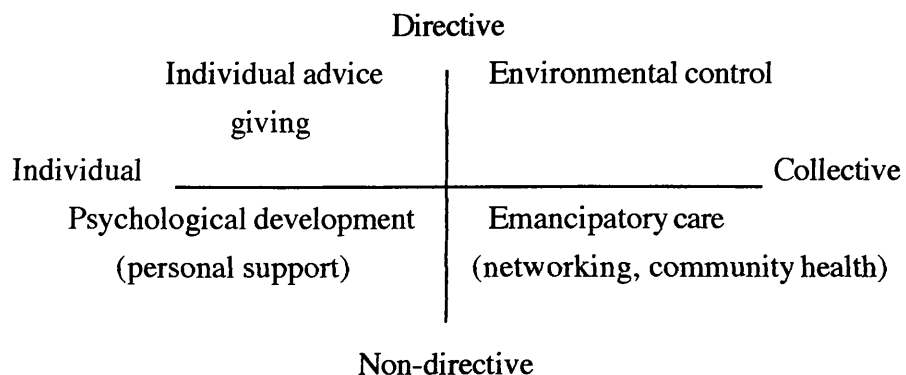 Directive
Individual advice
giving
Environmental control
Individual
Collective
Psychological development
(personal support)
Emancipatory care
(networking, community health)
Non-directive